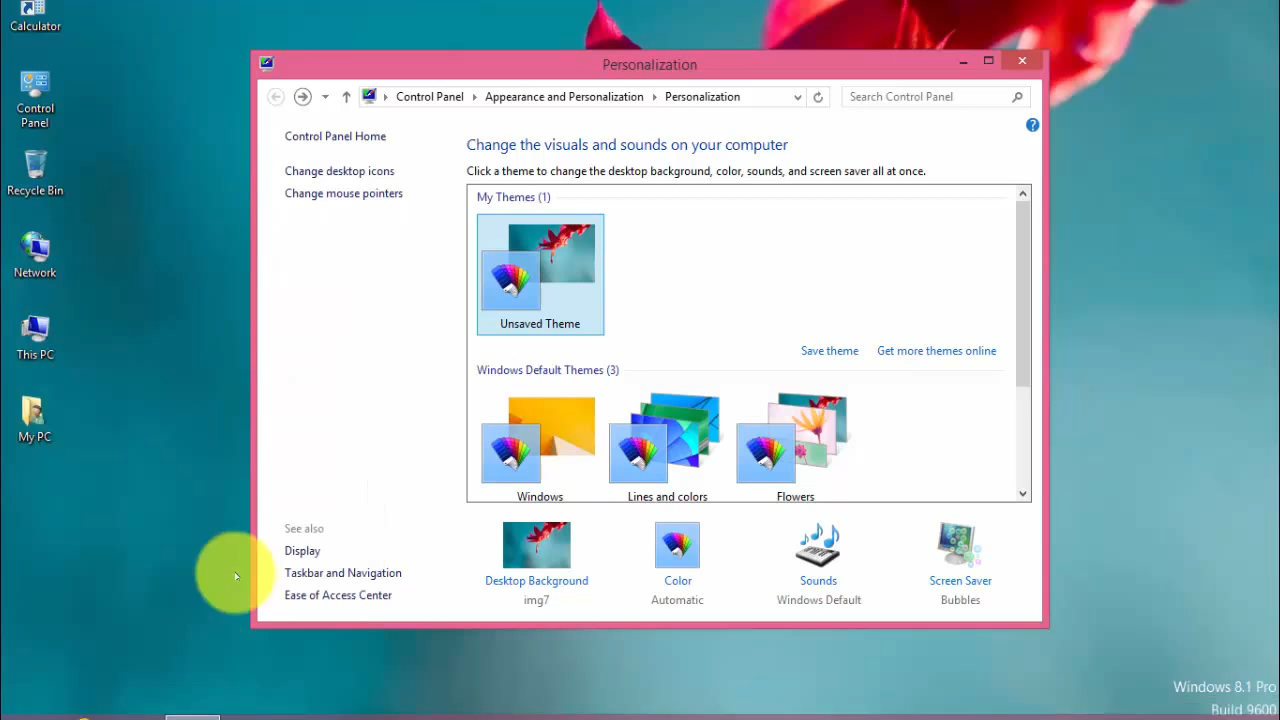 Calculator
Control
Panel
Recycle Bin
Network
This PC
My PC
Personalization
Control Panel
Appearance and Personalization
Personalization
Search Control Panel
?
Control Panel Home
Change desktop icons
Change mouse pointers
See also
Display
Taskbar and Navigation
Ease of Access Center
Change the visuals and sounds on your computer
Click a theme to change the desktop background, color, sounds, and screen saver all at once.
My Themes (1)
Unsaved Theme
Save theme
Get more themes online
Windows Default Themes (3)
Windows
Lines and colors
Flowers
Desktop Background
img7
Color
Automatic
Sounds
Windows Default
Screen Saver
Bubbles
Windows 8.1 Pro
Build 9600